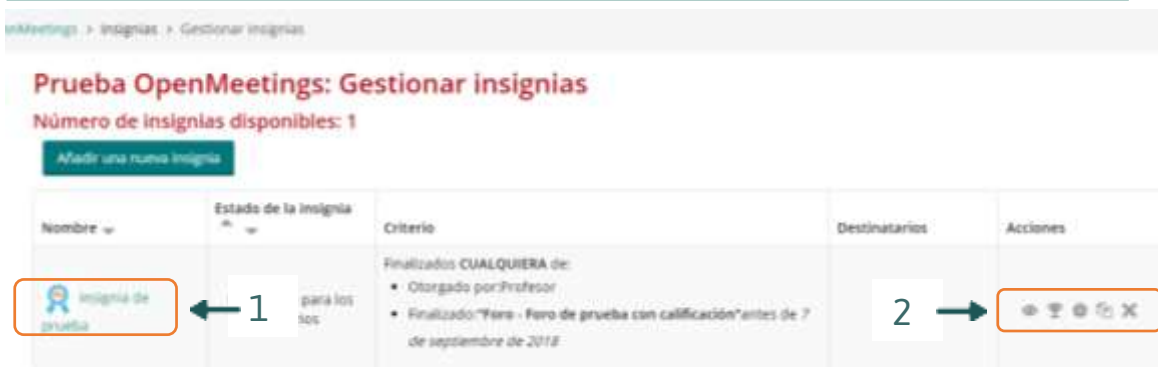 > Insignias > Gestionar insignias
Prueba OpenMeetings: Gestionar insignias
Número de insignias disponibles: 1
Añadir una nueva insignia
Nombre
Estado de la insignia
Criterio
Destinatarios
Acciones
Insignia de
prueba
1
para los
Finalizados CUALQUIERA de:
• Otorgado por:Profesor
• Finalizado:"Foro - Foro de prueba con calificación"antes de 7
de septiembre de 2018
2